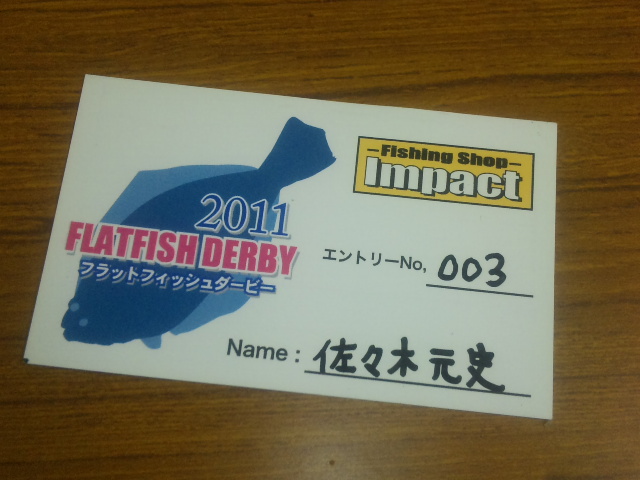 2011
FLATFISH DERBY
フラットフィッシュダービー
Fishing Shop
Impact
エントリーNo, 003
Name : 佐々木 元史